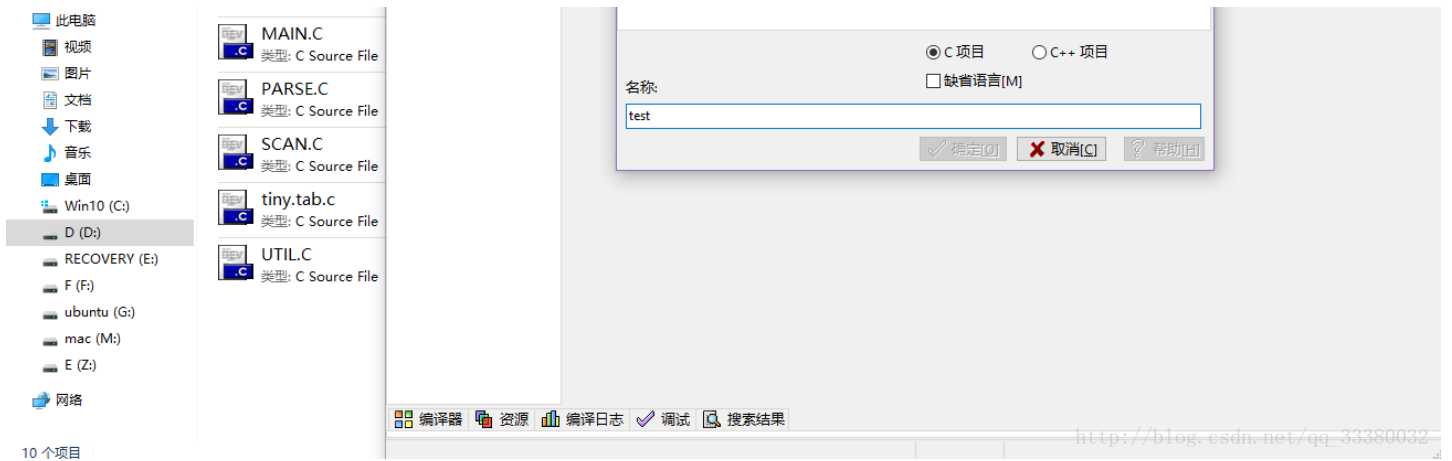 此电脑
视频
图片
文档
下载
音乐
桌面
Win10 (C:)
D (D:)
RECOVERY (E:)
F (F:)
ubuntu (G:)
mac (M:)
E (Z:)
网络
10 个项目
MAIN.C
类型: C Source File
PARSE.C
类型: C Source File
SCAN.C
类型: C Source File
tiny.tab.c
类型: C Source File
UTIL.C
类型: C Source File
C 项目 C++ 项目
缺省语言[M]
名称:
test
确定[O] 取消[C] 帮助[H]
编译器 资源 编译日志 调试 搜索结果
http://blog.csdn.net/qq_33380032